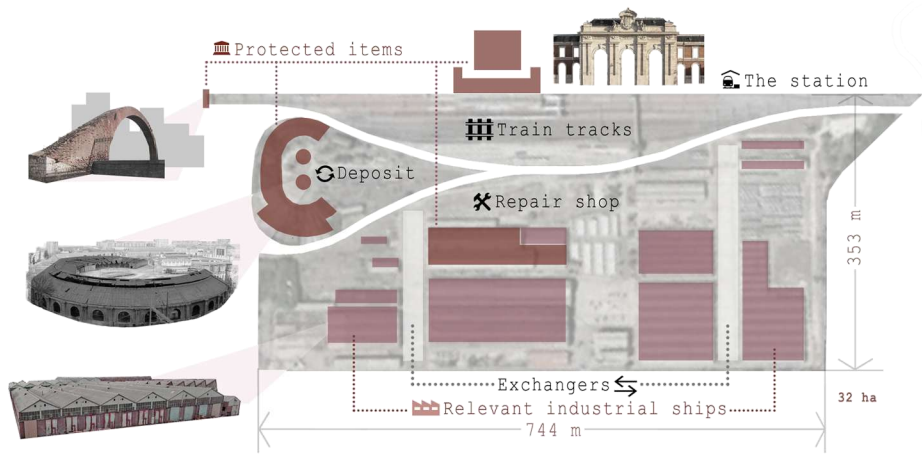 Protected items
The station
Train tracks
Deposit
Repair shop
353 m
Exchangers
32 ha
Relevant industrial ships
744 m